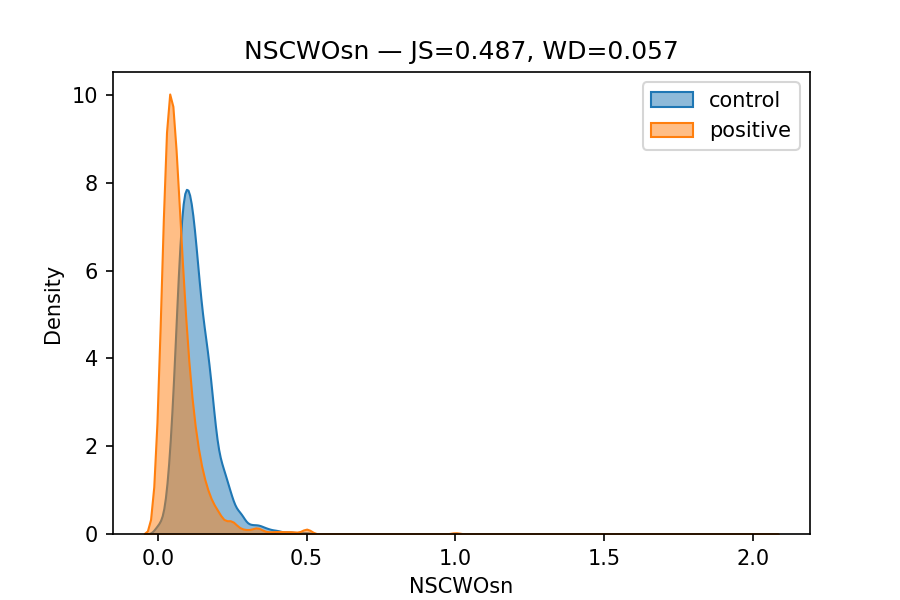 NSCWOsn — JS=0.487, WD=0.057
control
positive
Density
10
8
6
4
2
0
0.0 0.5 1.0 1.5 2.0
NSCWOsn